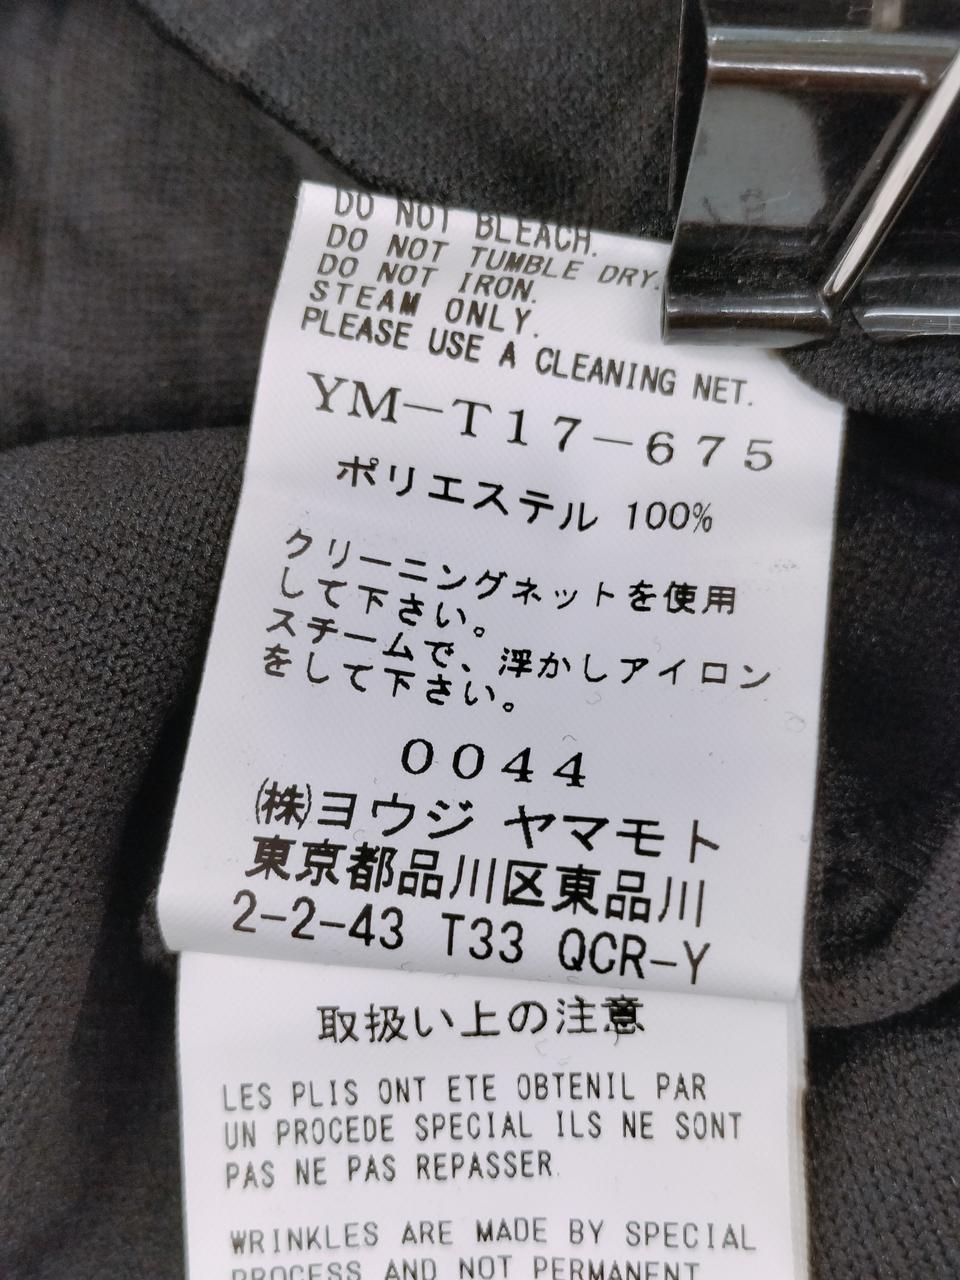 DO NOT BLEACH.
DO NOT TUMBLE DRY.
DO NOT IRON.
STEAM ONLY.
PLEASE USE A CLEANING NET.
YM-T17-675
ポリエステル 100%
クリーニングネットを使用
して下さい。
スチームで、浮かしアイロン
をして下さい。
0044
㈱ヨウジ ヤマモト
東京都品川区東品川
2-2-43 T33 QCR-Y
取扱い上の注意
LES PLIS ONT ETE OBTENIL PAR
UN PROCEDE SPECIAL ILS NE SONT
PAS NE PAS REPASSER.
WRINKLES ARE MADE BY SPECIAL
PROCESS AND NOT PERMANENT